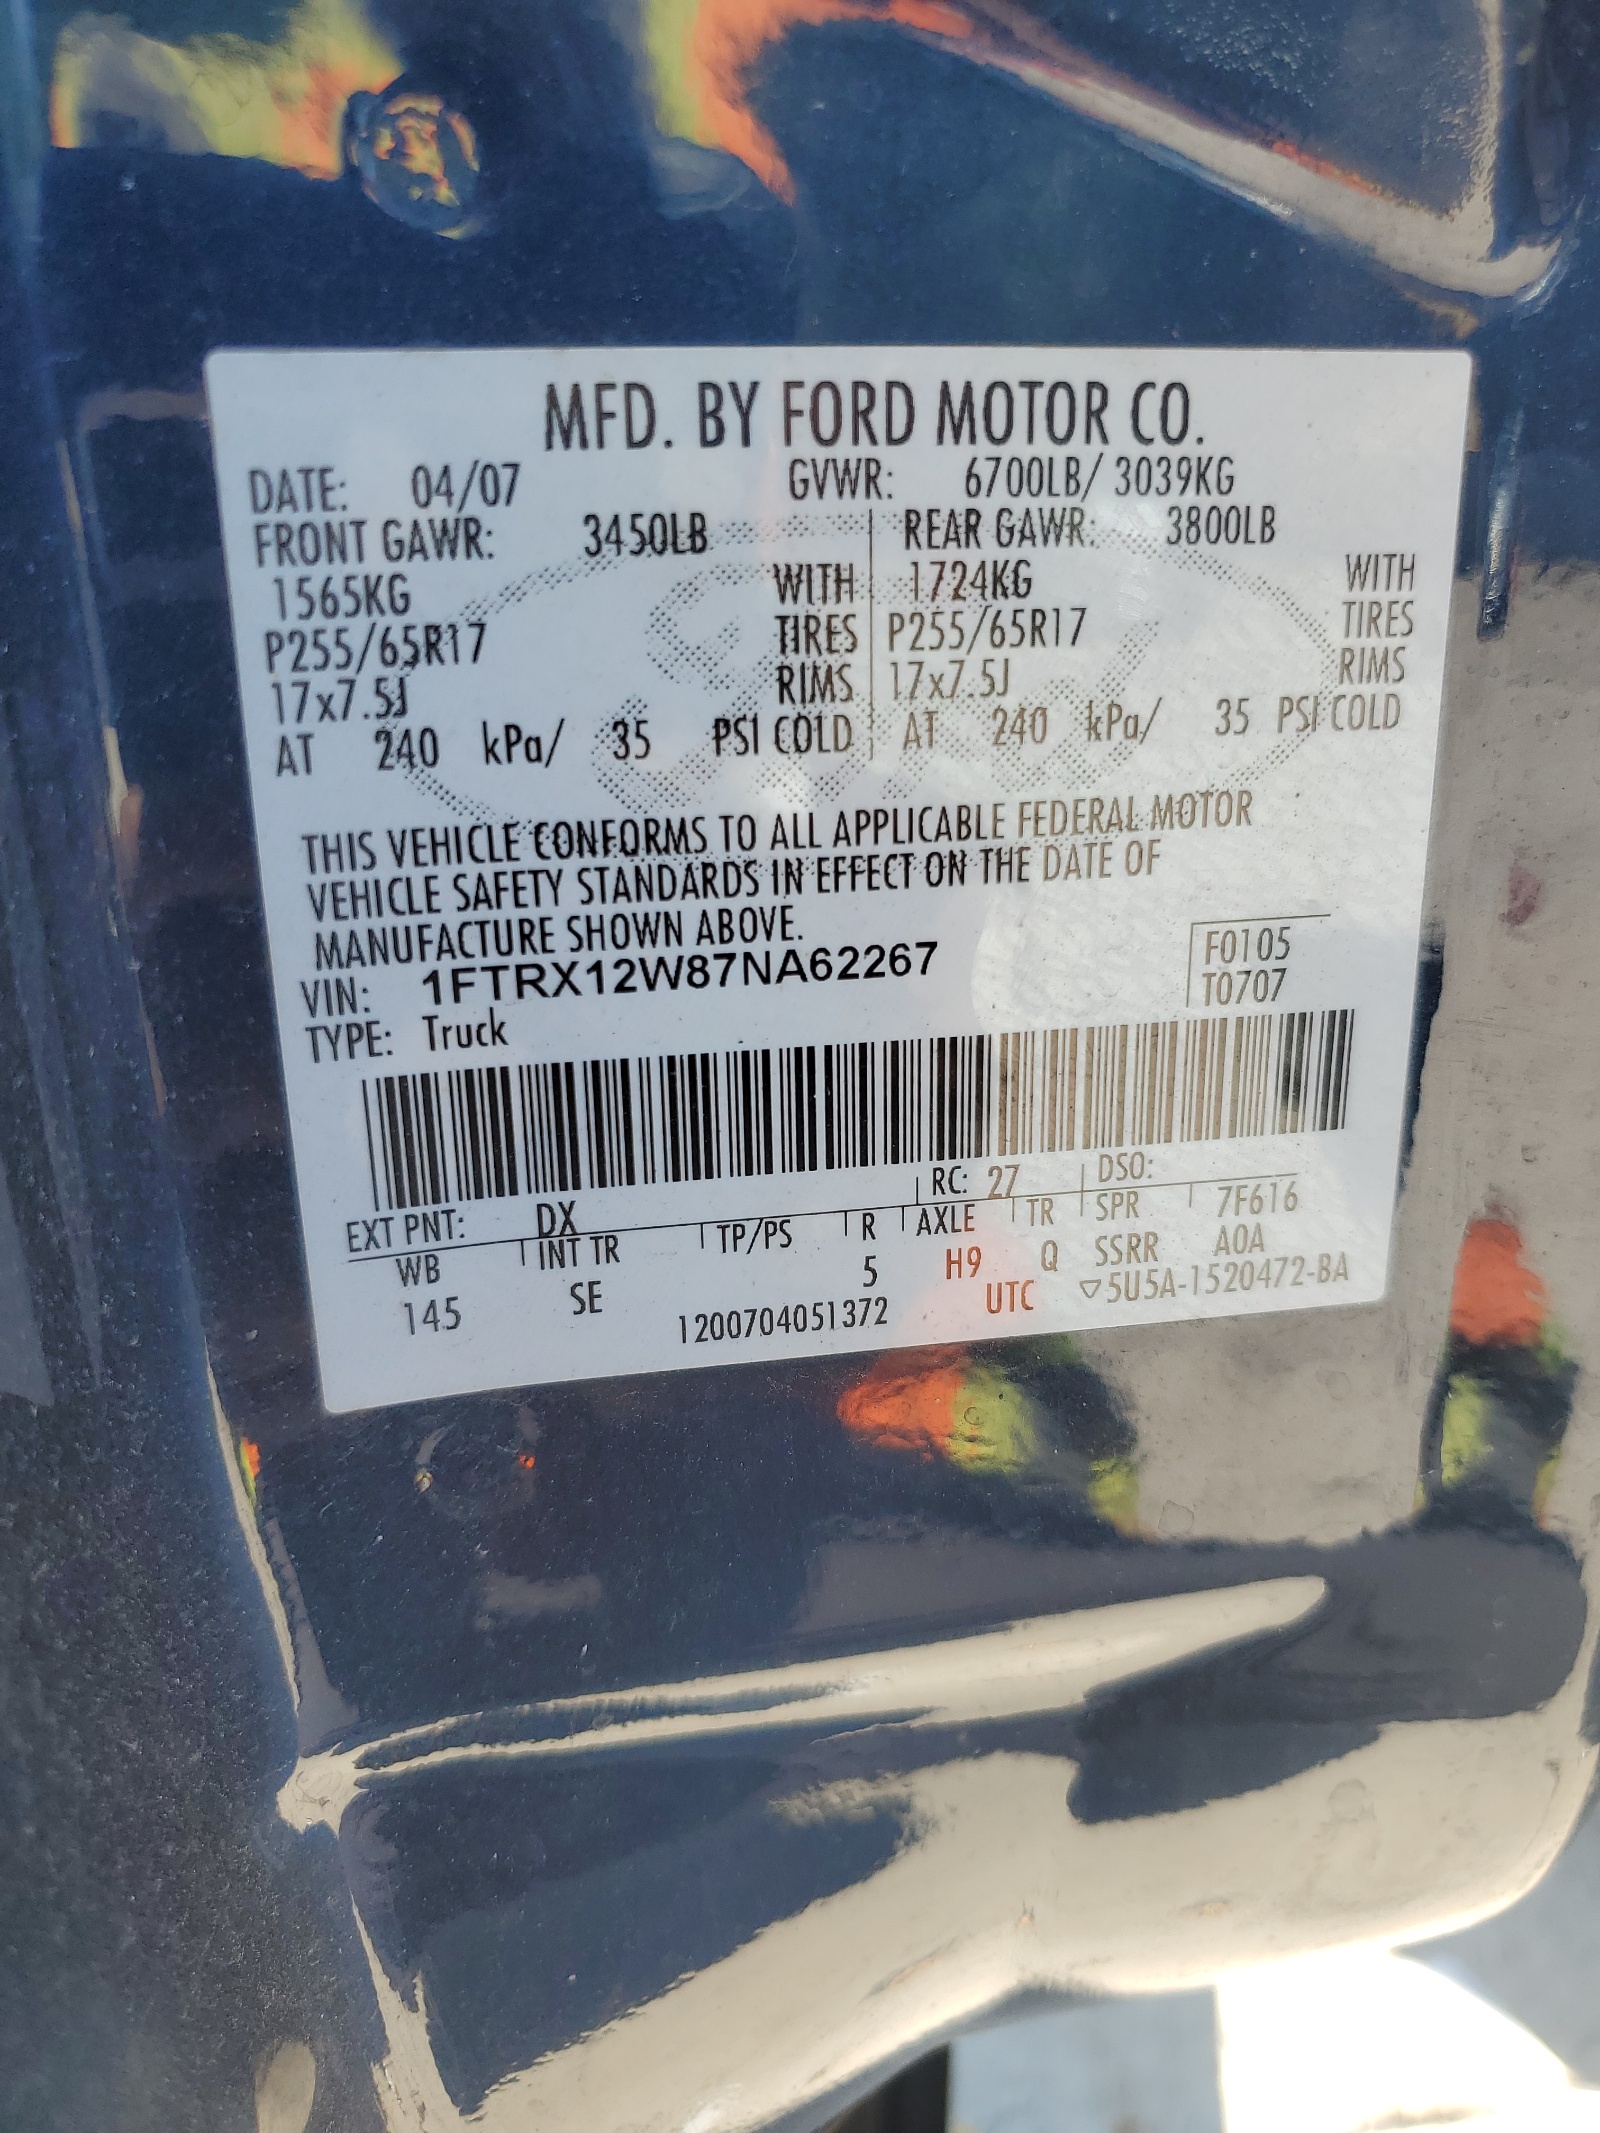 MFD. BY FORD MOTOR CO.
DATE: 04/07 GVWR: 6700LB/ 3039KG
FRONT GAWR: 3450LB REAR GAWR: 3800LB
1565KG WITH 1724KG WITH
P255/65R17 TIRES P255/65R17 TIRES
17x7.5J RIMS 17x7.5J RIMS
AT 240 kPa/ 35 PSI COLD AT 240 kPa/ 35 PSI COLD
THIS VEHICLE CONFORMS TO ALL APPLICABLE FEDERAL MOTOR
VEHICLE SAFETY STANDARDS IN EFFECT ON THE DATE OF
MANUFACTURE SHOWN ABOVE.
VIN: 1FTRX12W87NA62267 F0105
TYPE: Truck T0707
EXT PNT: DX RC: 27 DSO:
WB INT TR TP/PS R AXLE TR SPR 7F616
145 SE 5 H9 Q SSRR A0A
1200704051372 UTC ▽5U5A-1520472-BA